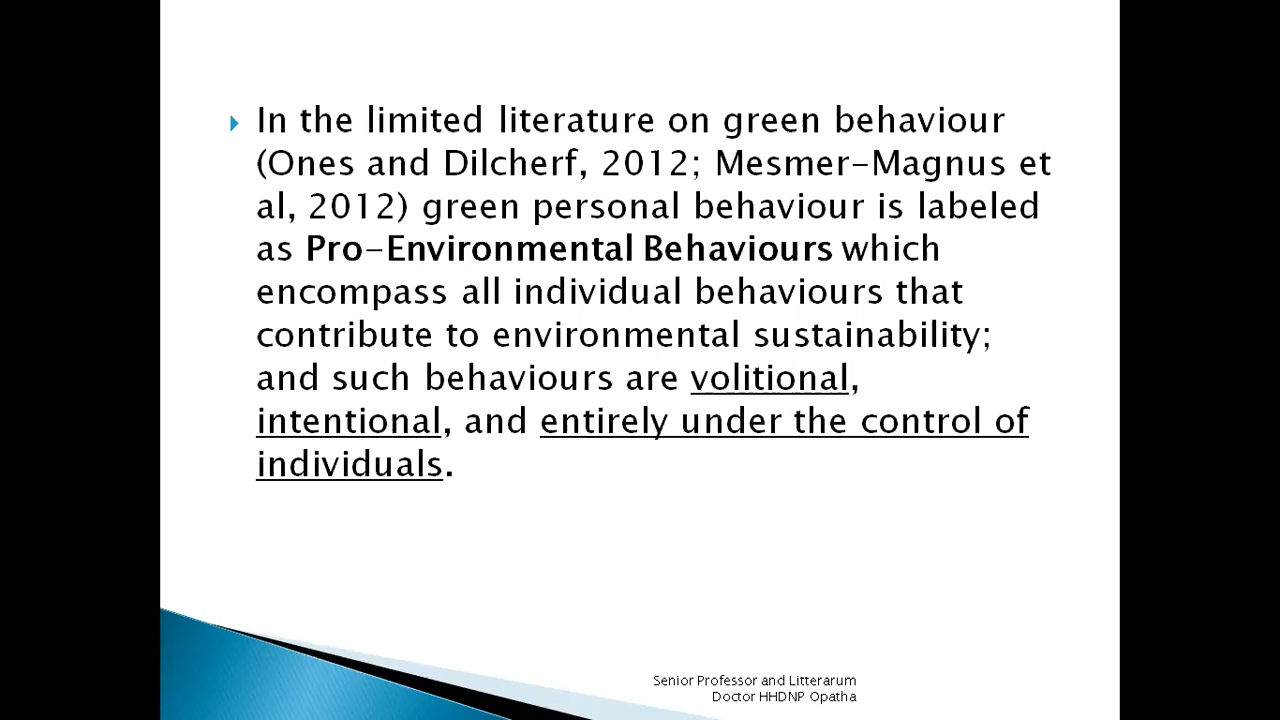 In the limited literature on green behaviour
(Ones and Dilcherf, 2012; Mesmer-Magnus et
al, 2012) green personal behaviour is labeled
as Pro-Environmental Behaviours which
encompass all individual behaviours that
contribute to environmental sustainability;
and such behaviours are volitional,
intentional, and entirely under the control of
individuals.
Senior Professor and Litterarum
Doctor HHDNP Opatha